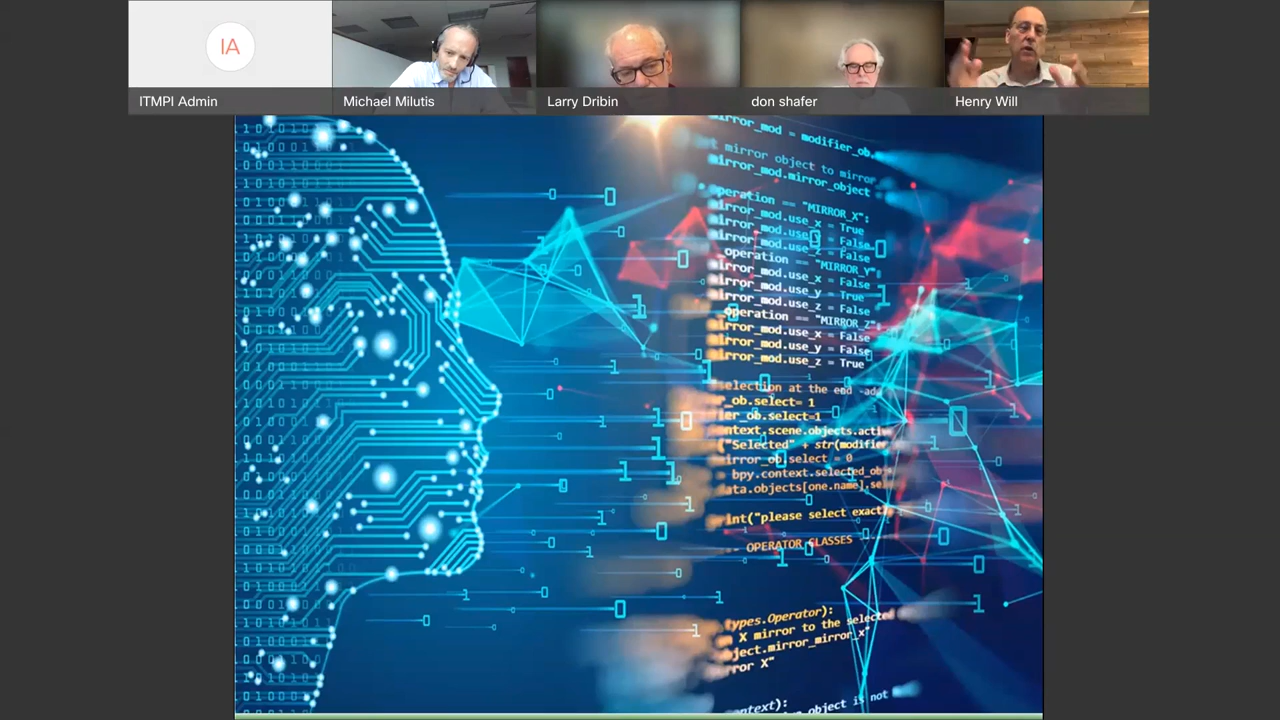 IA
ITMPI Admin
Michael Milutis
Larry Dribin
don shafer
Henry Will
mirror_mod = modifier_ob.
mirror object to mirror
mirror_mod.mirror_object
operation == "MIRROR_X":
mirror_mod.use_x = True
mirror_mod.use_y = False
mirror_mod.use_z = False
_operation == "MIRROR_Y"
mirror_mod.use_x = False
mirror_mod.use_y = True
mirror_mod.use_z = False
_operation == "MIRROR_Z"
mirror_mod.use_x = False
mirror_mod.use_y = False
mirror_mod.use_z = True
selection at the end -ad
_ob.select= 1
er_ob.select=1
context.scene.objects.acti
("Selected" + str(modifier
irror_ob.select = 0
bpy.context.selected_ob
ata.objects[one.name].se
int("please select exact
-- OPERATOR CLASSES ----
types.Operator):
X mirror to the selected
ject.mirror_mirror_x"
ror X"
ontext):
object is not